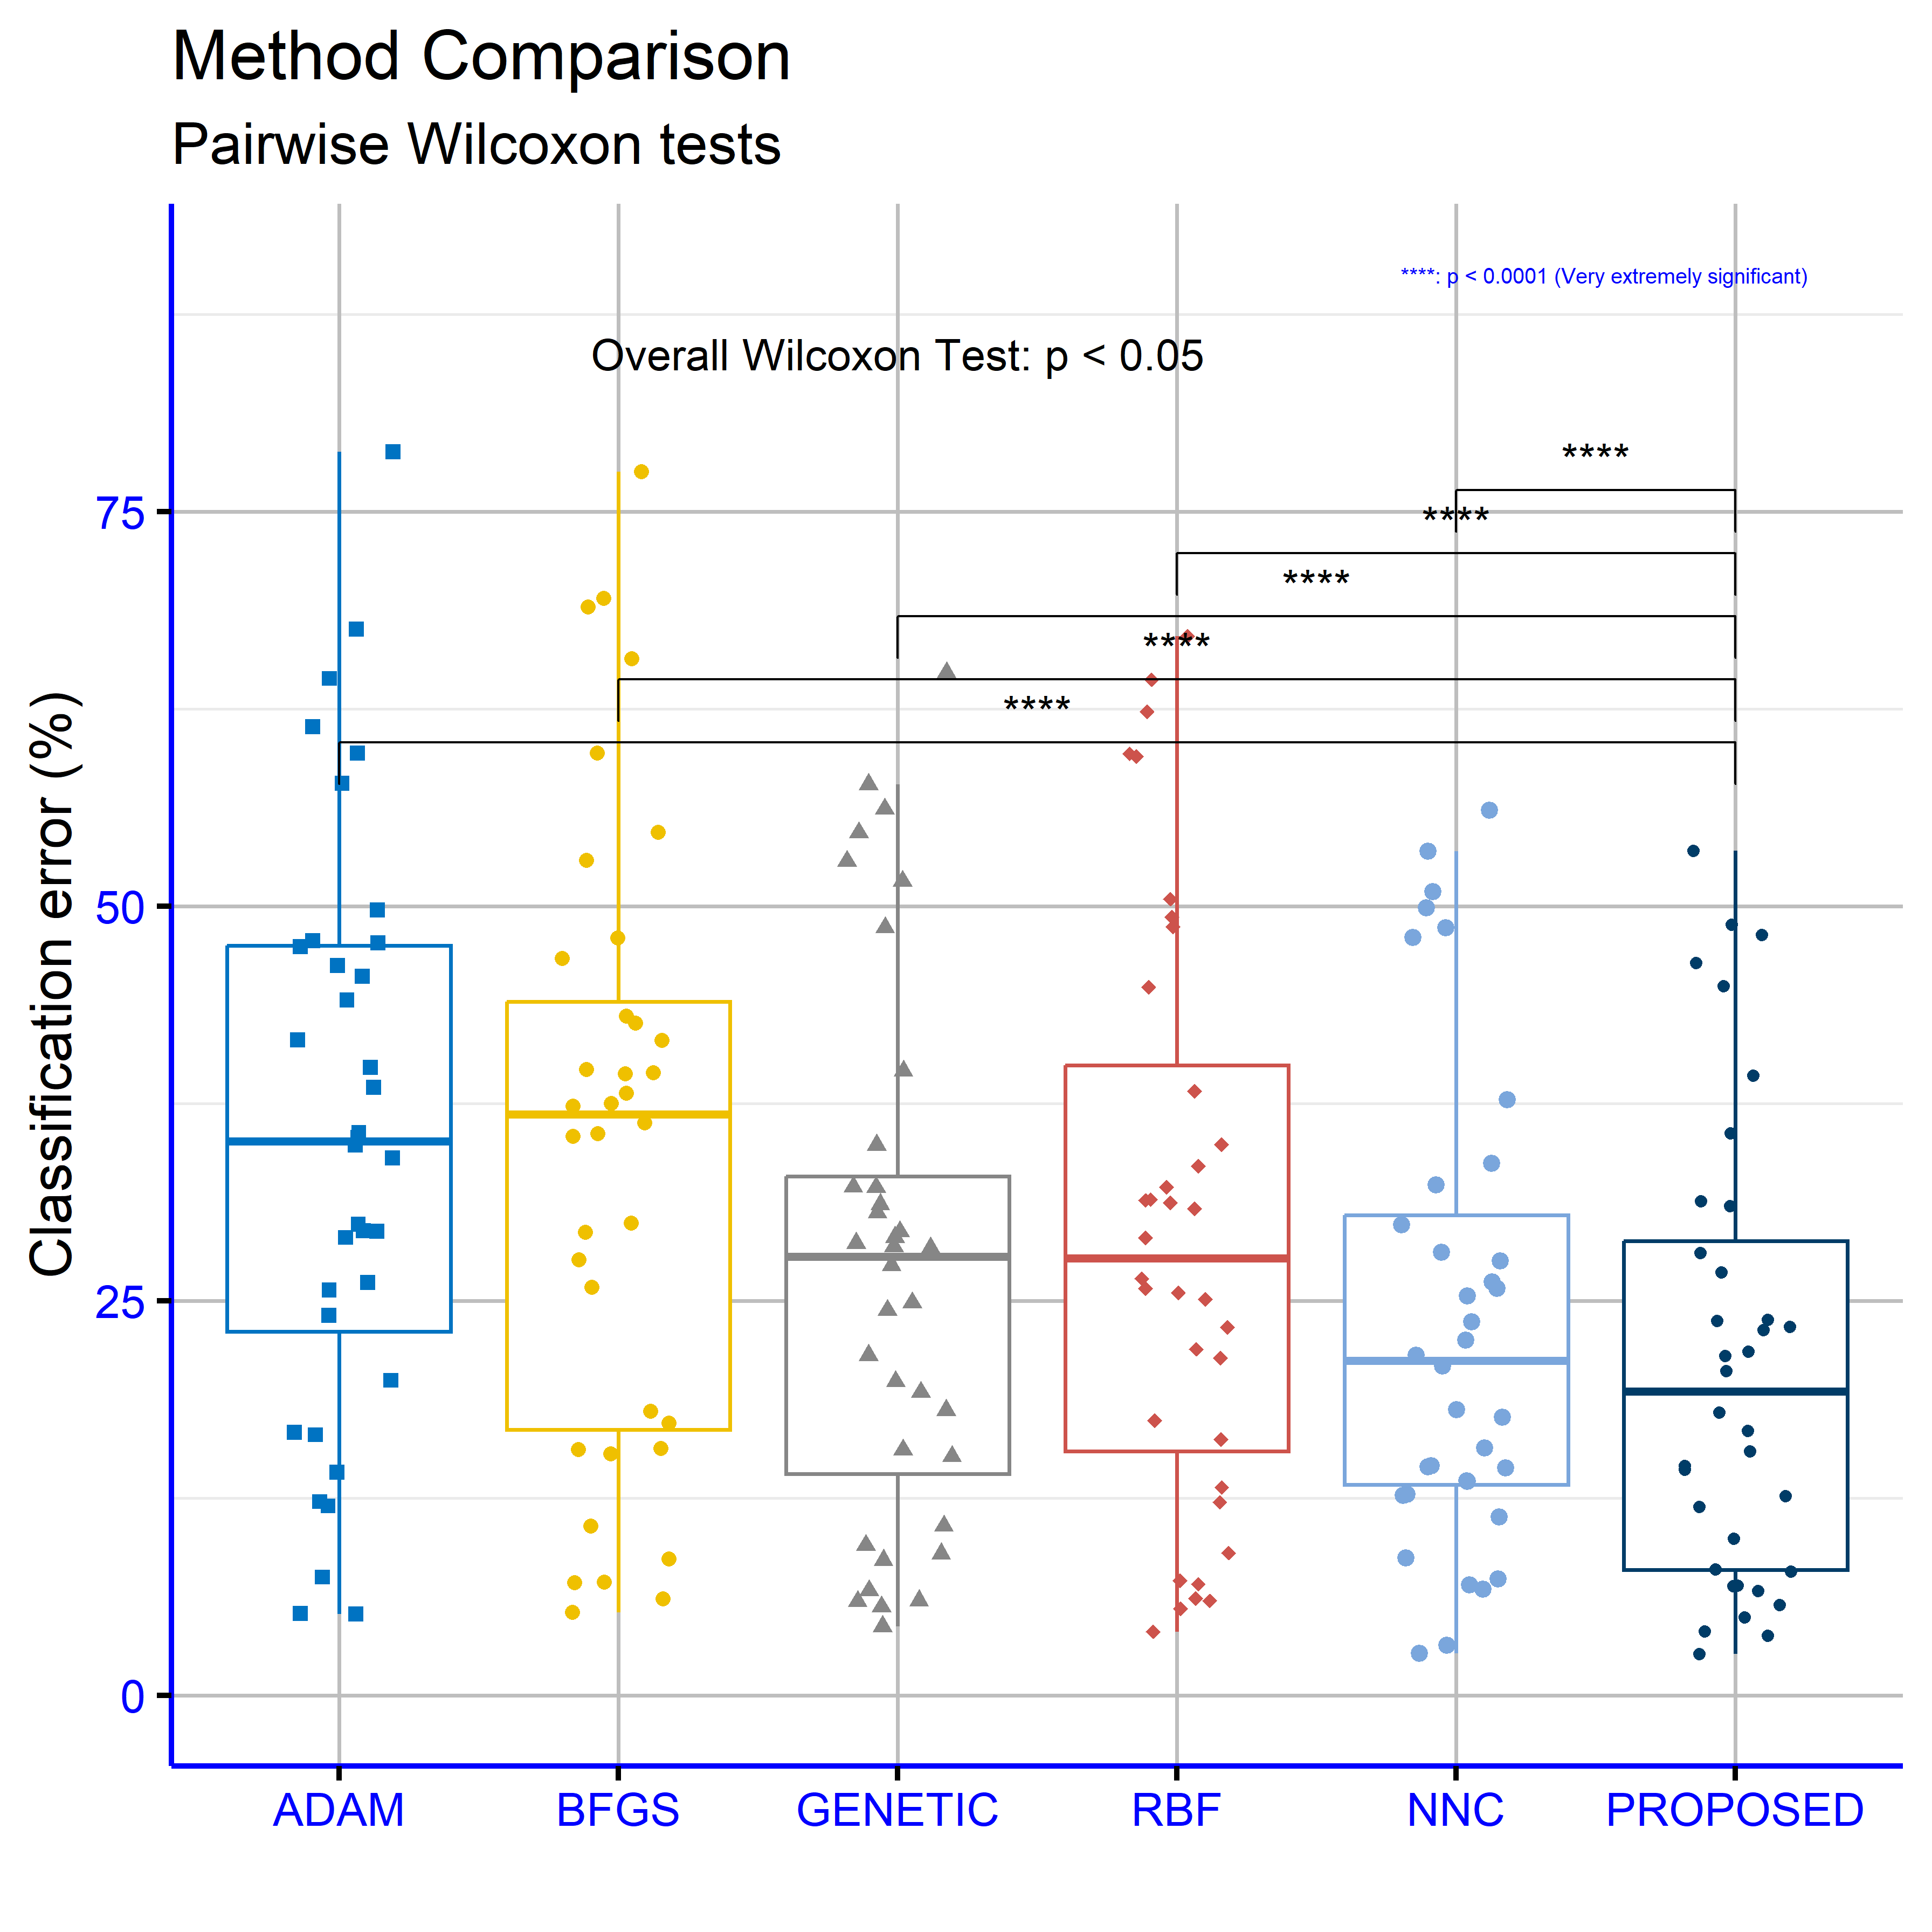 Method Comparison
Pairwise Wilcoxon tests
****: p < 0.0001 (Very extremely significant)
Overall Wilcoxon Test: p < 0.05
****
****
****
****
****
75
50
25
0
Classification error (%)
ADAM BFGS GENETIC RBF NNC PROPOSED